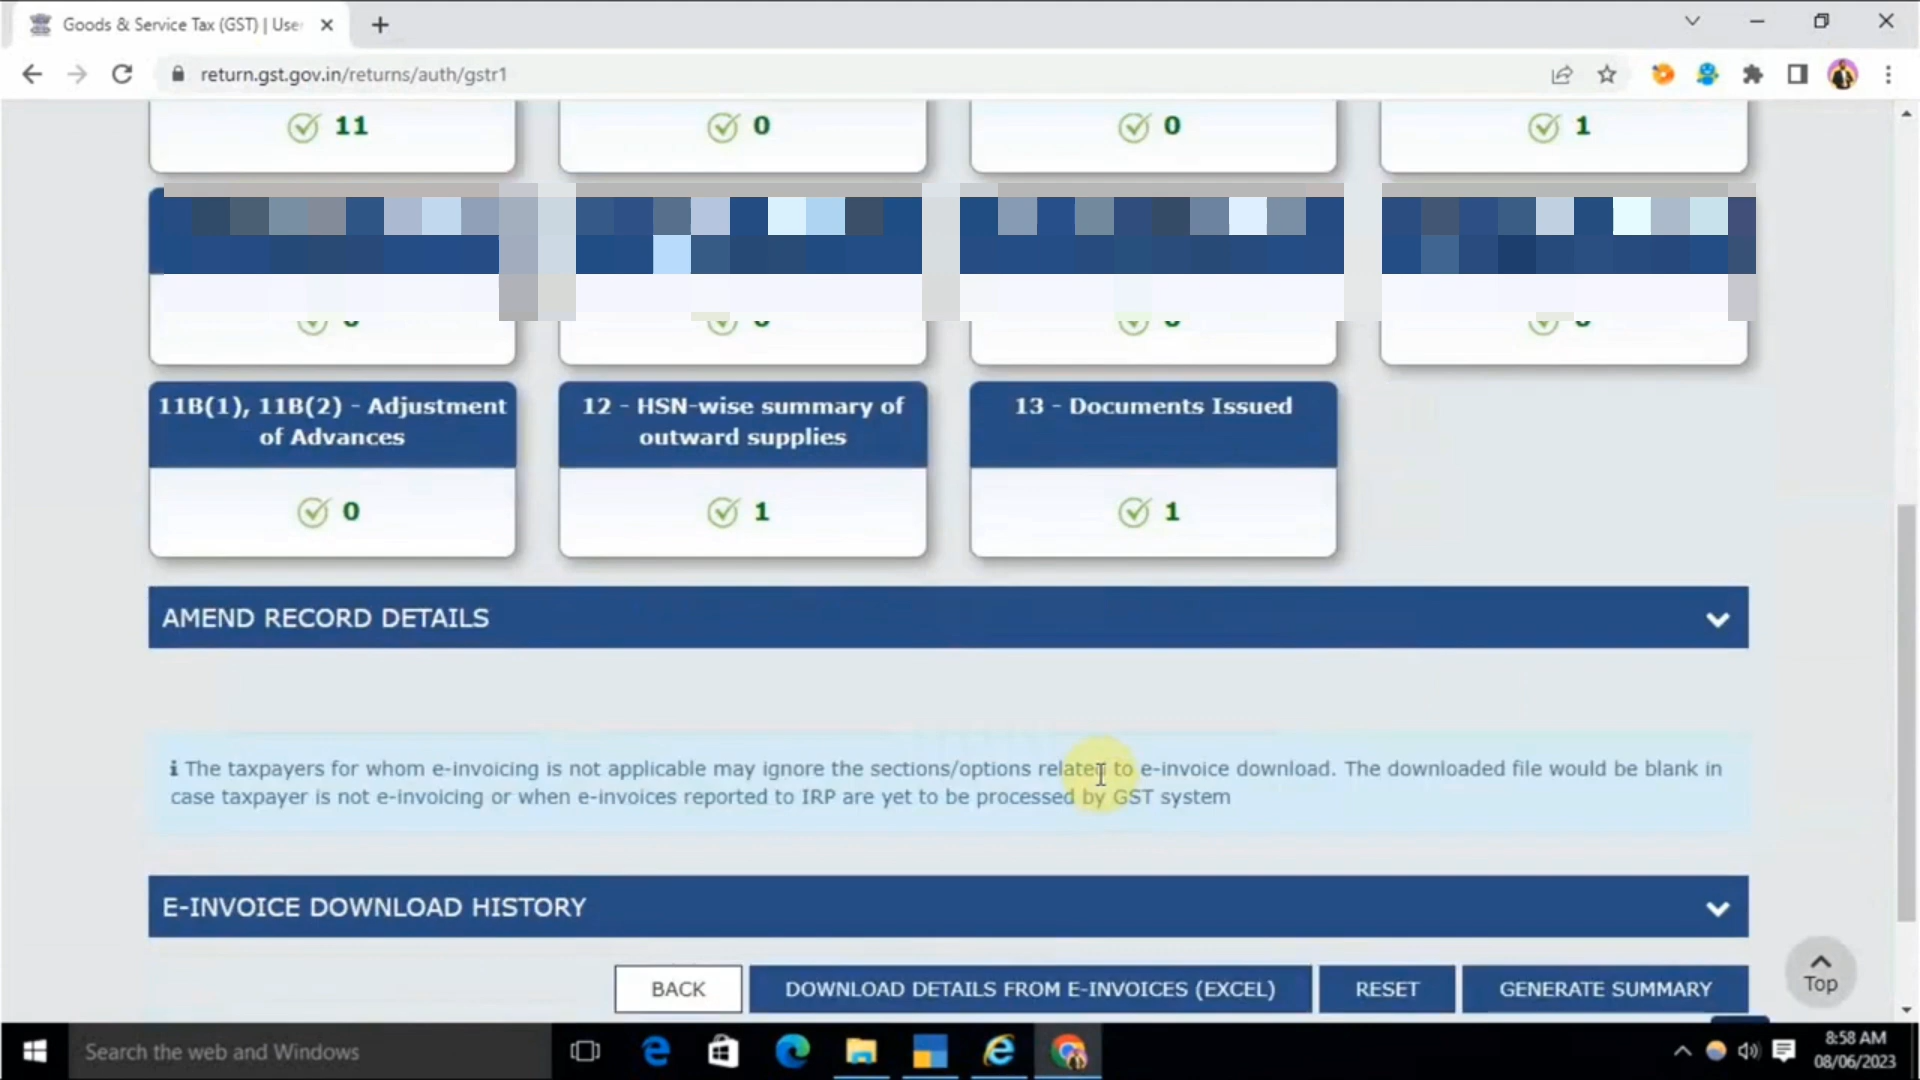 Goods & Service Tax (GST) | Use
return.gst.gov.in/returns/auth/gstr1
11
0
0
1
11B(1), 11B(2) - Adjustment
of Advances
12 - HSN-wise summary of
outward supplies
13 - Documents Issued
0
1
1
AMEND RECORD DETAILS
The taxpayers for whom e-invoicing is not applicable may ignore the sections/options related to e-invoice download. The downloaded file would be blank in
case taxpayer is not e-invoicing or when e-invoices reported to IRP are yet to be processed by GST system
E-INVOICE DOWNLOAD HISTORY
BACK
DOWNLOAD DETAILS FROM E-INVOICES (EXCEL)
RESET
GENERATE SUMMARY
Top
Search the web and Windows
8:58 AM
08/06/2023